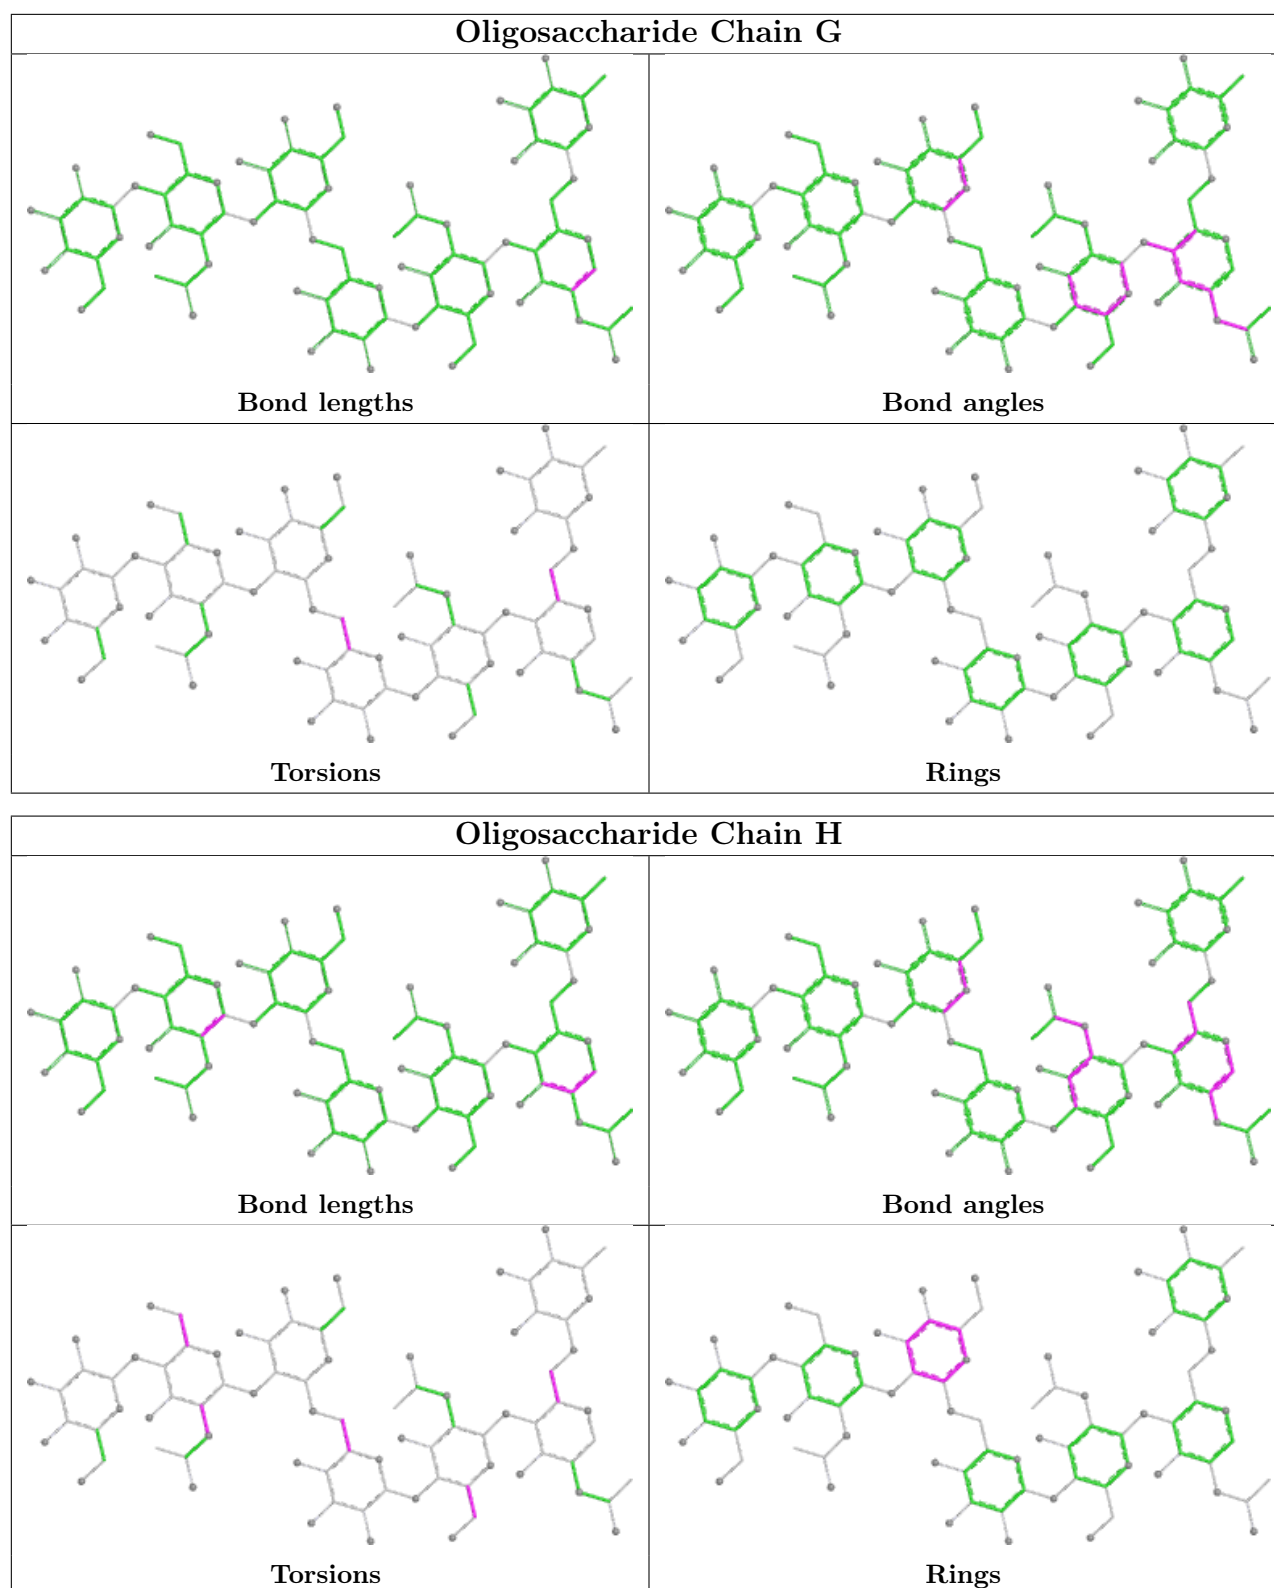 Oligosaccharide Chain G
Bond lengths
Bond angles
Torsions
Rings
Oligosaccharide Chain H
Bond lengths
Bond angles
Torsions
Rings